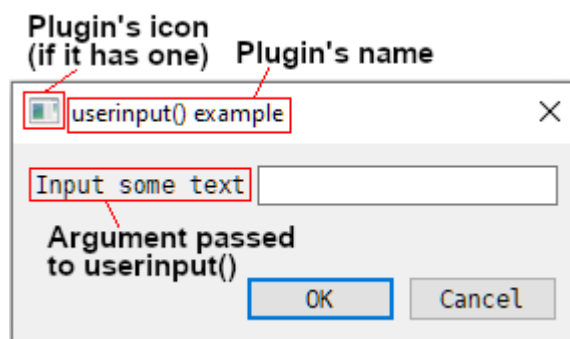 Plugin's icon
(if it has one)
Plugin's name
userinput() example
Input some text
Argument passed
to userinput()
OK
Cancel